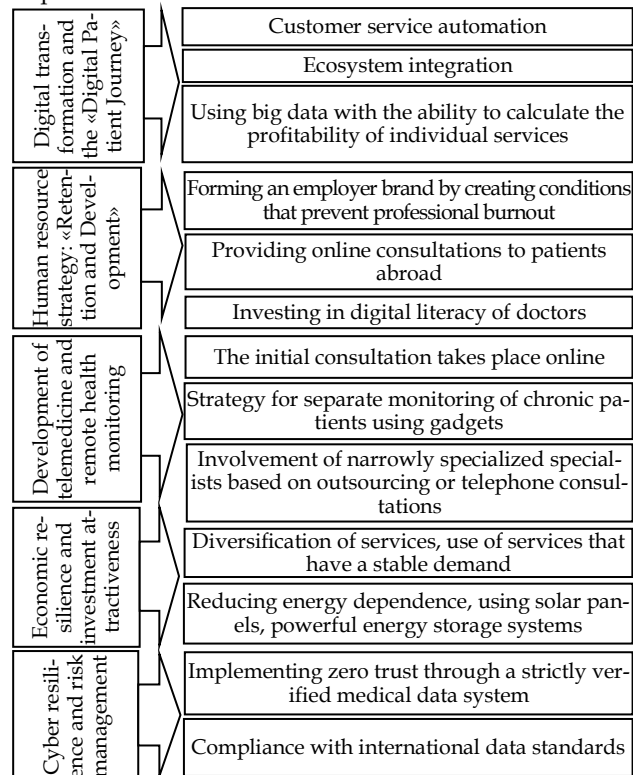 Digital trans-
formation and
the «Digital Pa-
tient Journey»
Customer service automation
Ecosystem integration
Using big data with the ability to calculate the
profitability of individual services
Human resource
strategy: «Reten-
tion and Devel-
opment»
Forming an employer brand by creating conditions
that prevent professional burnout
Providing online consultations to patients
abroad
Investing in digital literacy of doctors
Development of
telemedicine and
remote health
monitoring
The initial consultation takes place online
Strategy for separate monitoring of chronic pa-
tients using gadgets
Involvement of narrowly specialized special-
ists based on outsourcing or telephone consul-
tations
Economic re-
silience and
investment at-
tractiveness
Diversification of services, use of services that
have a stable demand
Reducing energy dependence, using solar pan-
els, powerful energy storage systems
Cyber resili-
ence and risk
management
Implementing zero trust through a strictly ver-
ified medical data system
Compliance with international data standards